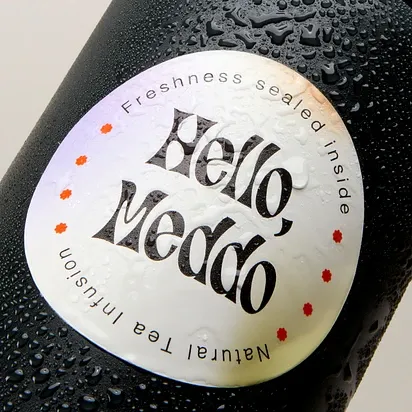 Freshness sealed inside
Hello,
Meddo
Natural Tea Infusion